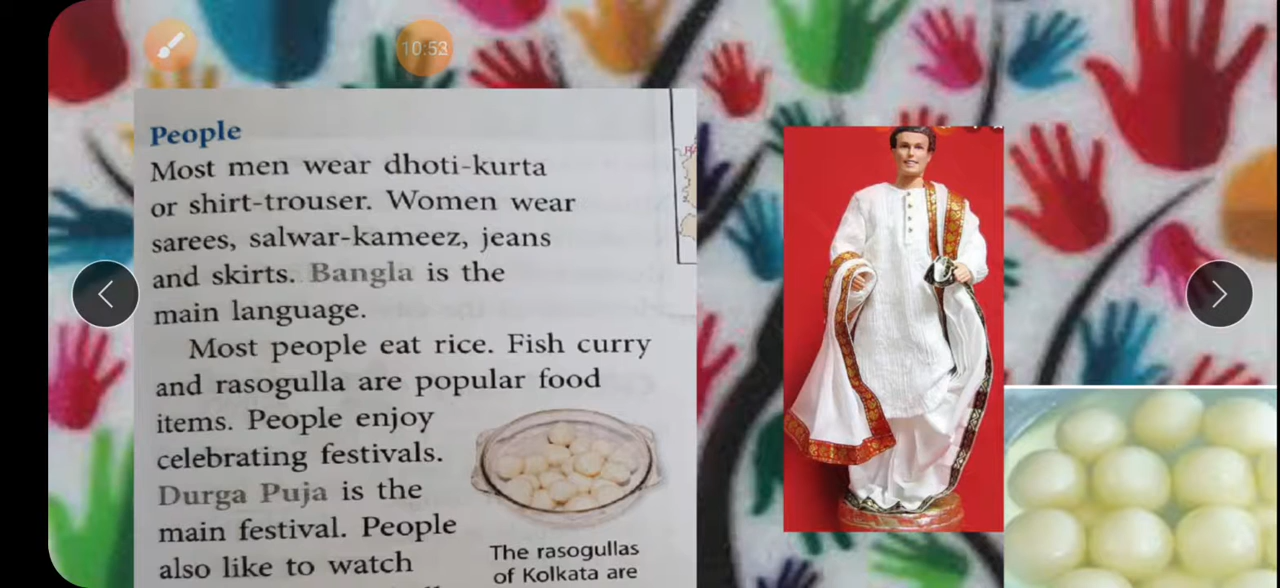 10:53
People
Most men wear dhoti-kurta
or shirt-trouser. Women wear
sarees, salwar-kameez, jeans
and skirts. Bangla is the
main language.
Most people eat rice. Fish curry
and rasogulla are popular food
items. People enjoy
celebrating festivals.
Durga Puja is the
main festival. People
also like to watch
The rasogullas
of Kolkata are